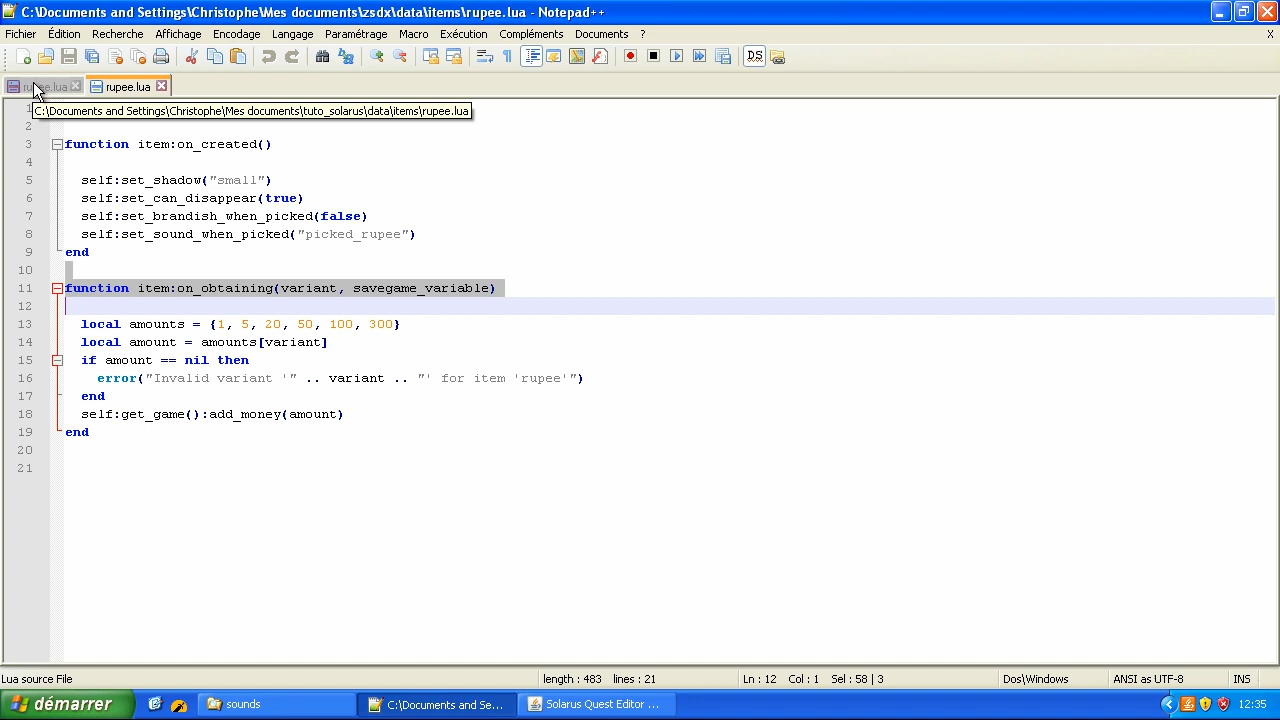 C:\Documents and Settings\Christophe\Mes documents\zsdx\data\items\rupee.lua - Notepad++
Fichier Édition Recherche Affichage Encodage Langage Paramétrage Macro Exécution Compléments Documents ? X
rupee.lua rupee.lua
C:\Documents and Settings\Christophe\Mes documents\tuto_solarus\data\items\rupee.lua
1
2
3 function item:on_created()
4
5 self:set_shadow("small")
6 self:set_can_disappear(true)
7 self:set_brandish_when_picked(false)
8 self:set_sound_when_picked("picked_rupee")
9 end
10
11 function item:on_obtaining(variant, savegame_variable)
12
13 local amounts = {1, 5, 20, 50, 100, 300}
14 local amount = amounts[variant]
15 if amount == nil then
16 error("Invalid variant '" .. variant .. "' for item 'rupee'")
17 end
18 self:get_game():add_money(amount)
19 end
20
21
Lua source File length : 483 lines : 21 Ln : 12 Col : 1 Sel : 58 | 3 Dos\Windows ANSI as UTF-8 INS
démarrer sounds C:\Documents and Se... Solarus Quest Editor ... 12:35